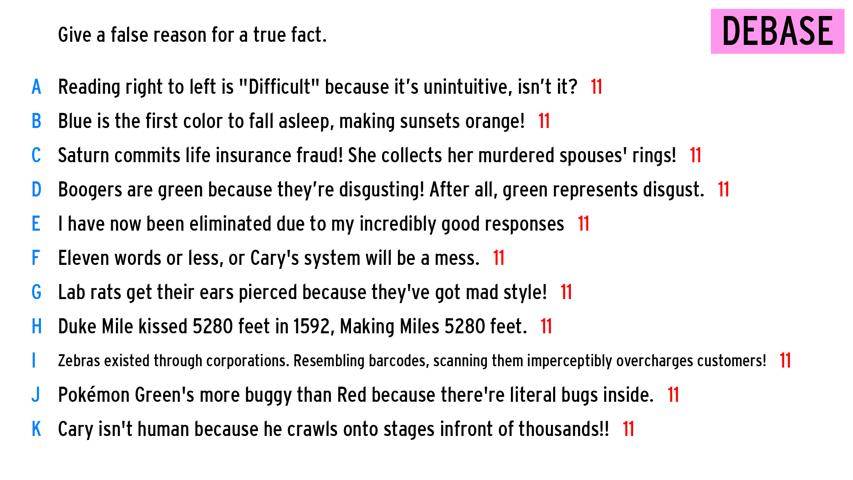 Give a false reason for a true fact.
DEBASE
A Reading right to left is "Difficult" because it’s unintuitive, isn’t it? 11
B Blue is the first color to fall asleep, making sunsets orange! 11
C Saturn commits life insurance fraud! She collects her murdered spouses' rings! 11
D Boogers are green because they’re disgusting! After all, green represents disgust. 11
E I have now been eliminated due to my incredibly good responses 11
F Eleven words or less, or Cary's system will be a mess. 11
G Lab rats get their ears pierced because they've got mad style! 11
H Duke Mile kissed 5280 feet in 1592, Making Miles 5280 feet. 11
I Zebras existed through corporations. Resembling barcodes, scanning them imperceptibly overcharges customers! 11
J Pokémon Green's more buggy than Red because there're literal bugs inside. 11
K Cary isn't human because he crawls onto stages infront of thousands!! 11